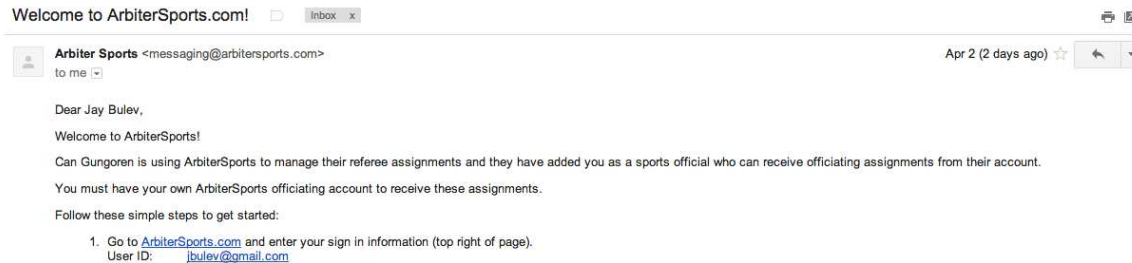 Welcome to ArbiterSports.com!
Inbox x
Arbiter Sports <messaging@arbitersports.com>
Apr 2 (2 days ago)
to me
Dear Jay Bulev,
Welcome to ArbiterSports!
Can Gungoren is using ArbiterSports to manage their referee assignments and they have added you as a sports official who can receive officiating assignments from their account.
You must have your own ArbiterSports officiating account to receive these assignments.
Follow these simple steps to get started:
1. Go to ArbiterSports.com and enter your sign in information (top right of page).
User ID: jbulev@gmail.com